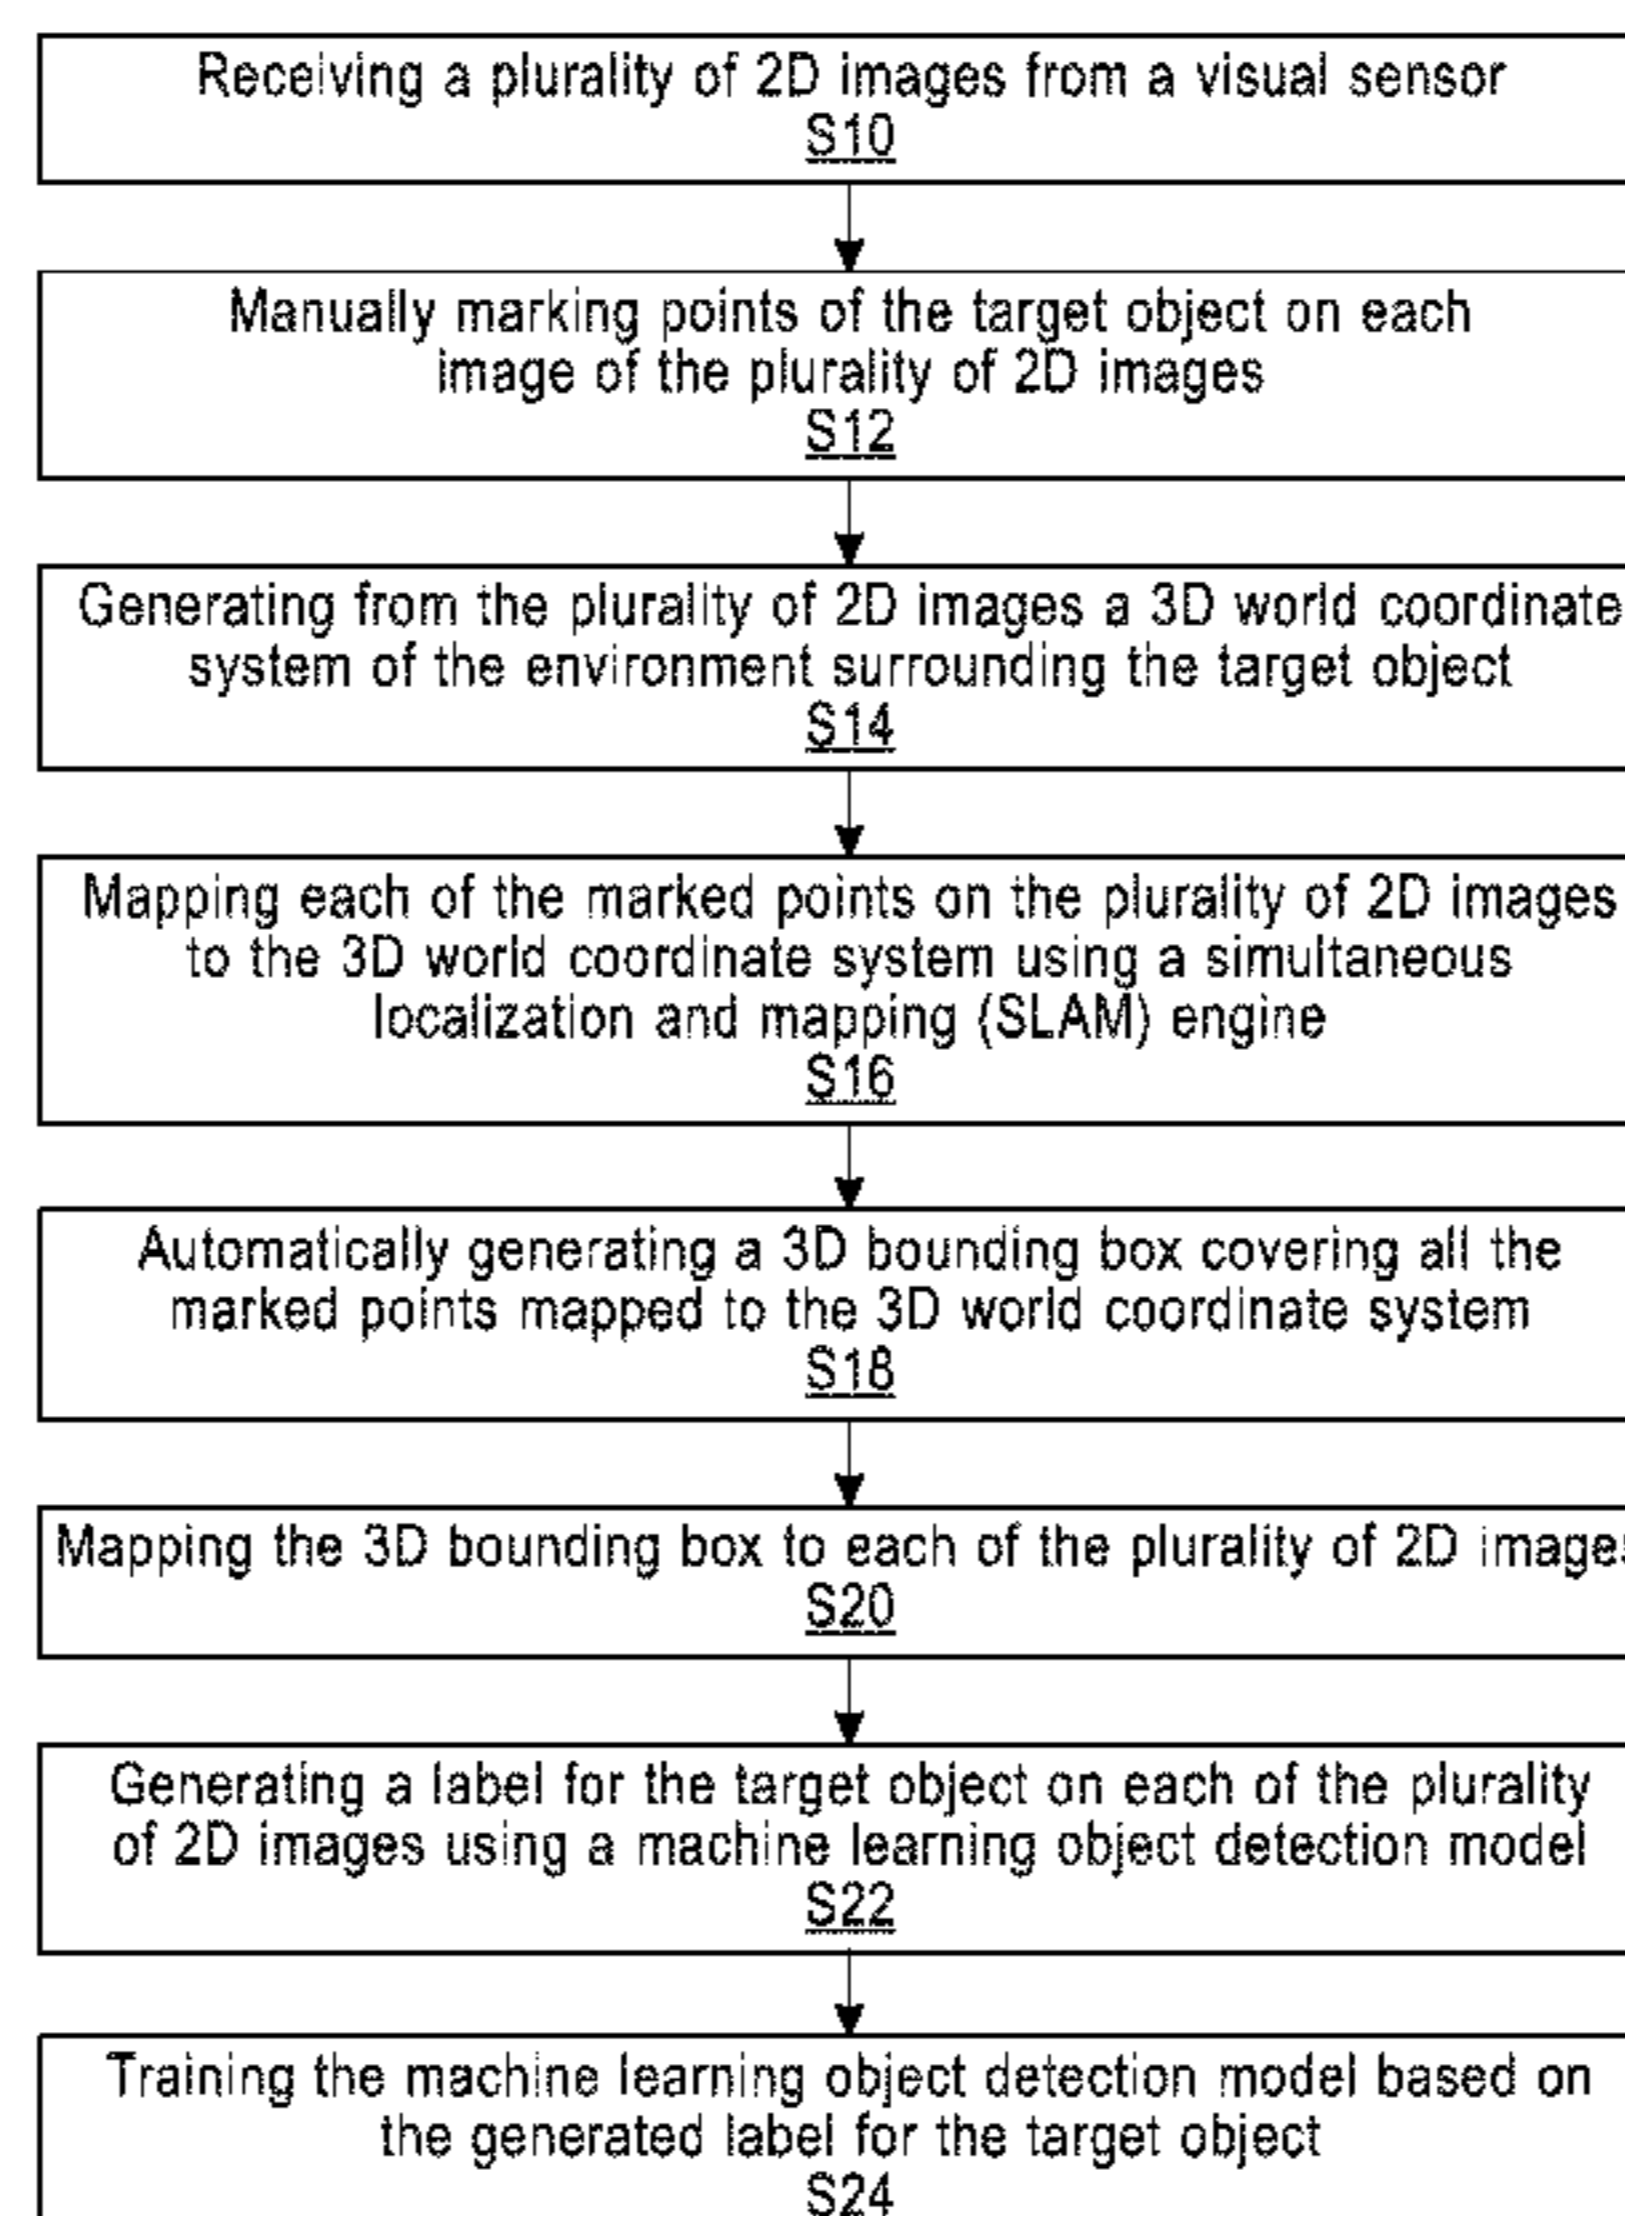 Receiving a plurality of 2D images from a visual sensor
S10
Manually marking points of the target object on each
image of the plurality of 2D images
S12
Generating from the plurality of 2D images a 3D world coordinate
system of the environment surrounding the target object
S14
Mapping each of the marked points on the plurality of 2D images
to the 3D world coordinate system using a simultaneous
localization and mapping (SLAM) engine
S16
Automatically generating a 3D bounding box covering all the
marked points mapped to the 3D world coordinate system
S18
Mapping the 3D bounding box to each of the plurality of 2D images
S20
Generating a label for the target object on each of the plurality
of 2D images using a machine learning object detection model
S22
Training the machine learning object detection model based on
the generated label for the target object
S24